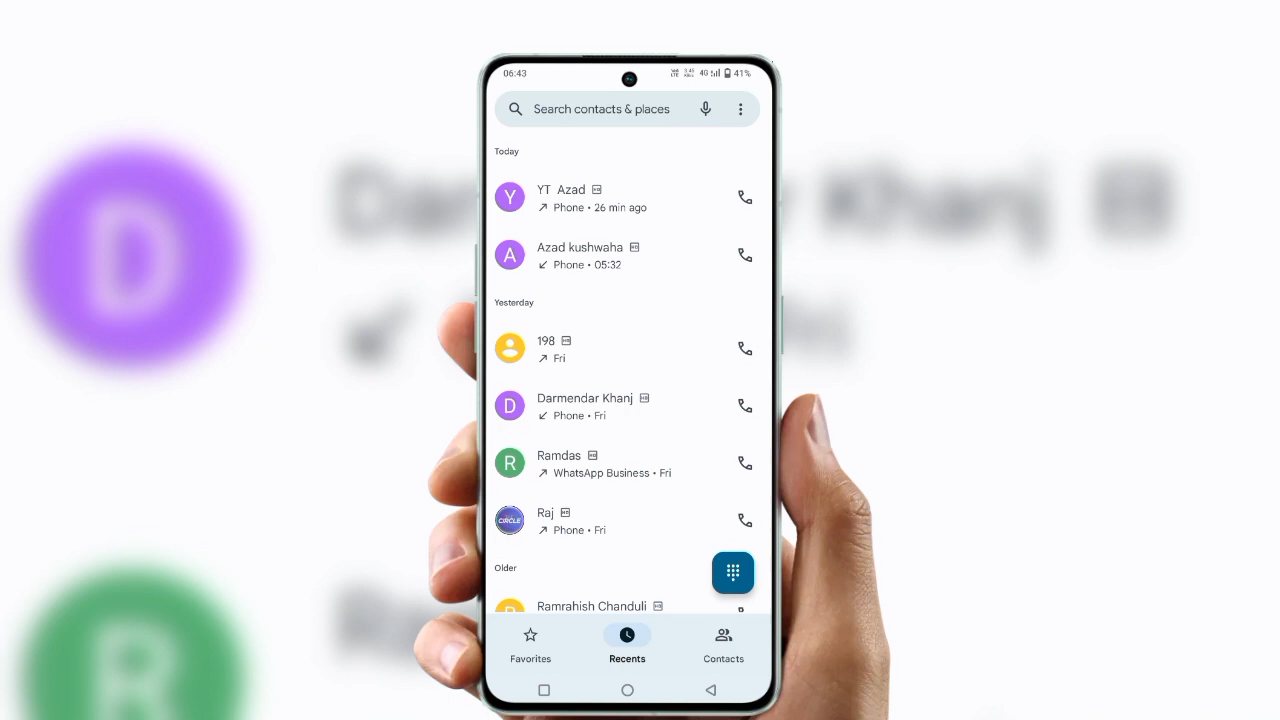 06:43
4G 41%
Search contacts & places
Today
Y
YT Azad
Phone • 26 min ago
A
Azad kushwaha
Phone • 05:32
Yesterday
198
Fri
D
Darmendar Khanj
Phone • Fri
R
Ramdas
WhatsApp Business • Fri
CIRCLE
Raj
Phone • Fri
Older
Ramrahish Chanduli
Favorites
Recents
Contacts